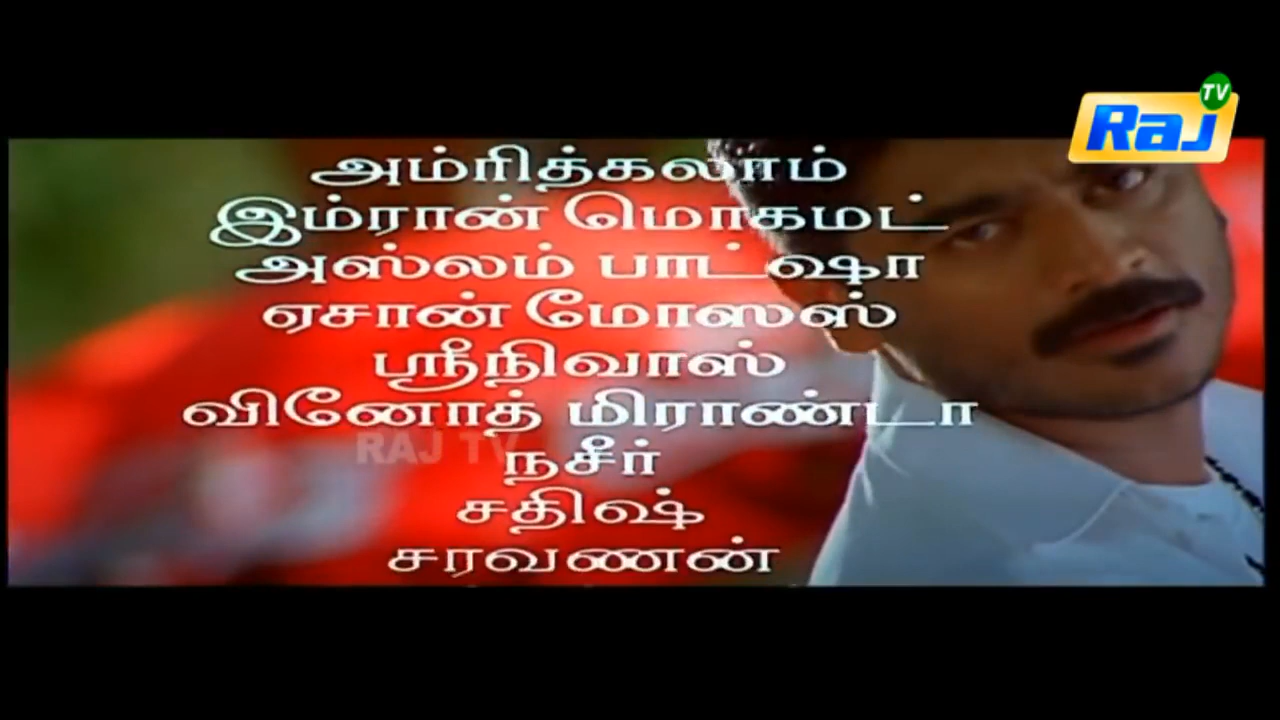 Raj TV
அம்ரித்கலாம்
இம்ரான் மொகமட்
அஸ்லம் பாட்ஷா
ஏசான் மோஸஸ்
ஸ்ரீநிவாஸ்
வினோத் மிராண்டா
RAJ TV
நசீர்
சதிஷ்
சரவணன்